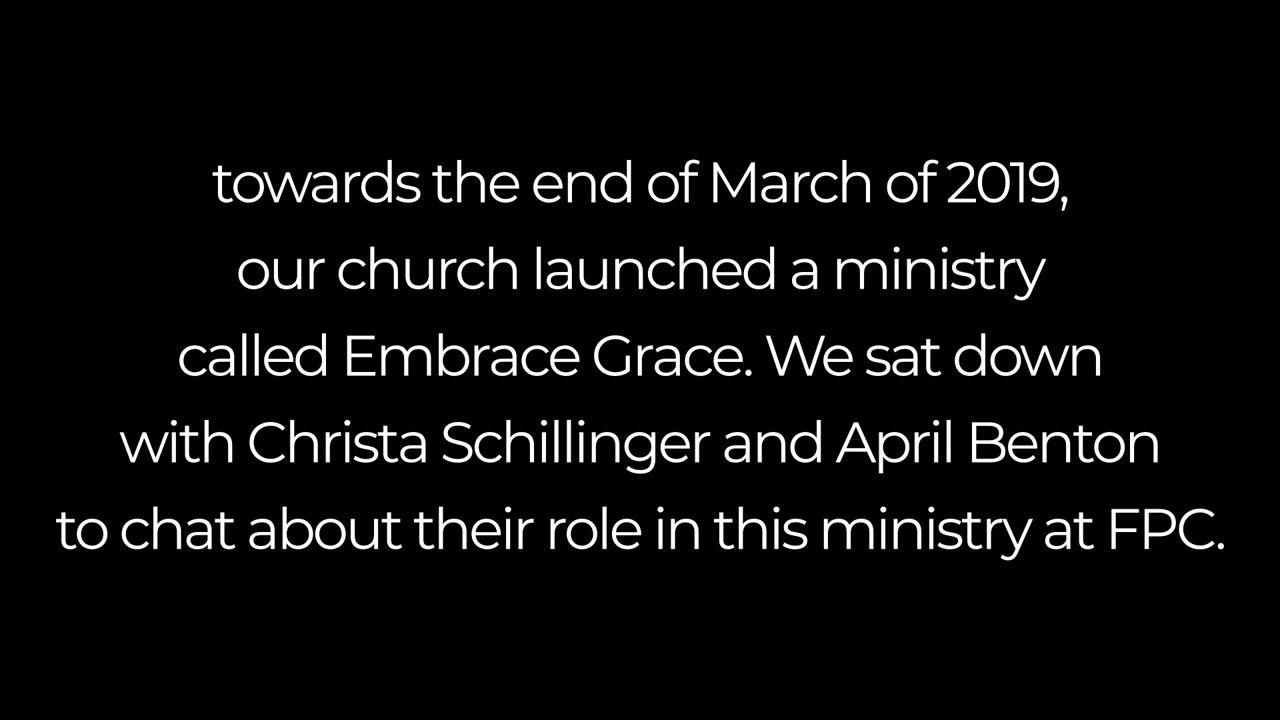 towards the end of March of 2019,
our church launched a ministry
called Embrace Grace. We sat down
with Christa Schillinger and April Benton
to chat about their role in this ministry at FPC.